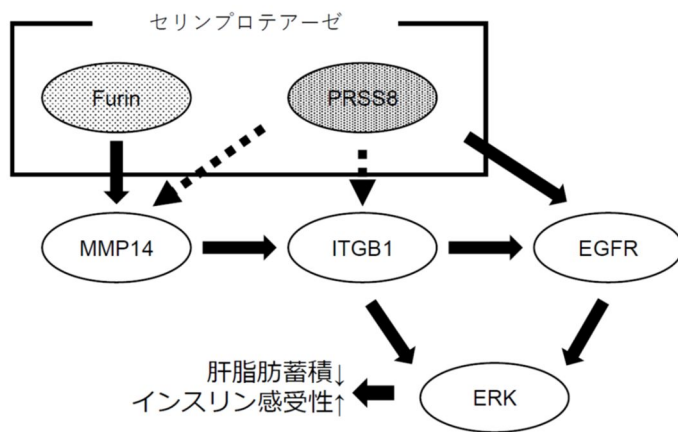 セリンプロテアーゼ
Furin
PRSS8
MMP14
ITGB1
EGFR
肝脂肪蓄積↓
インスリン感受性↑
ERK